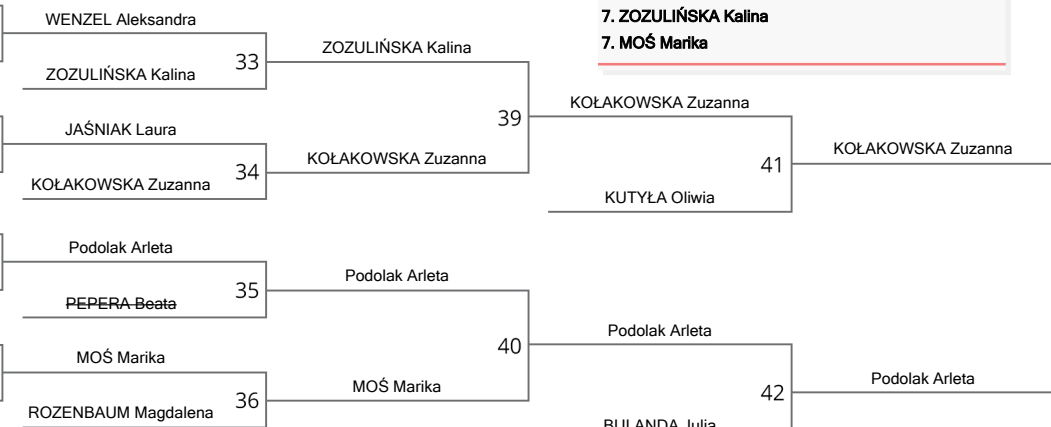 WENZEL Aleksandra
33
ZOZULIŃSKA Kalina
ZOZULIŃSKA Kalina
JAŚNIAK Laura
34
KOŁAKOWSKA Zuzanna
KOŁAKOWSKA Zuzanna
39
KOŁAKOWSKA Zuzanna
KUTYŁA Oliwia
41
KOŁAKOWSKA Zuzanna
Podolak Arleta
35
PEPERA Beata
Podolak Arleta
MOŚ Marika
36
ROZENBAUM Magdalena
MOŚ Marika
40
Podolak Arleta
BULANDA Julia
42
Podolak Arleta
7. ZOZULIŃSKA Kalina
7. MOŚ Marika